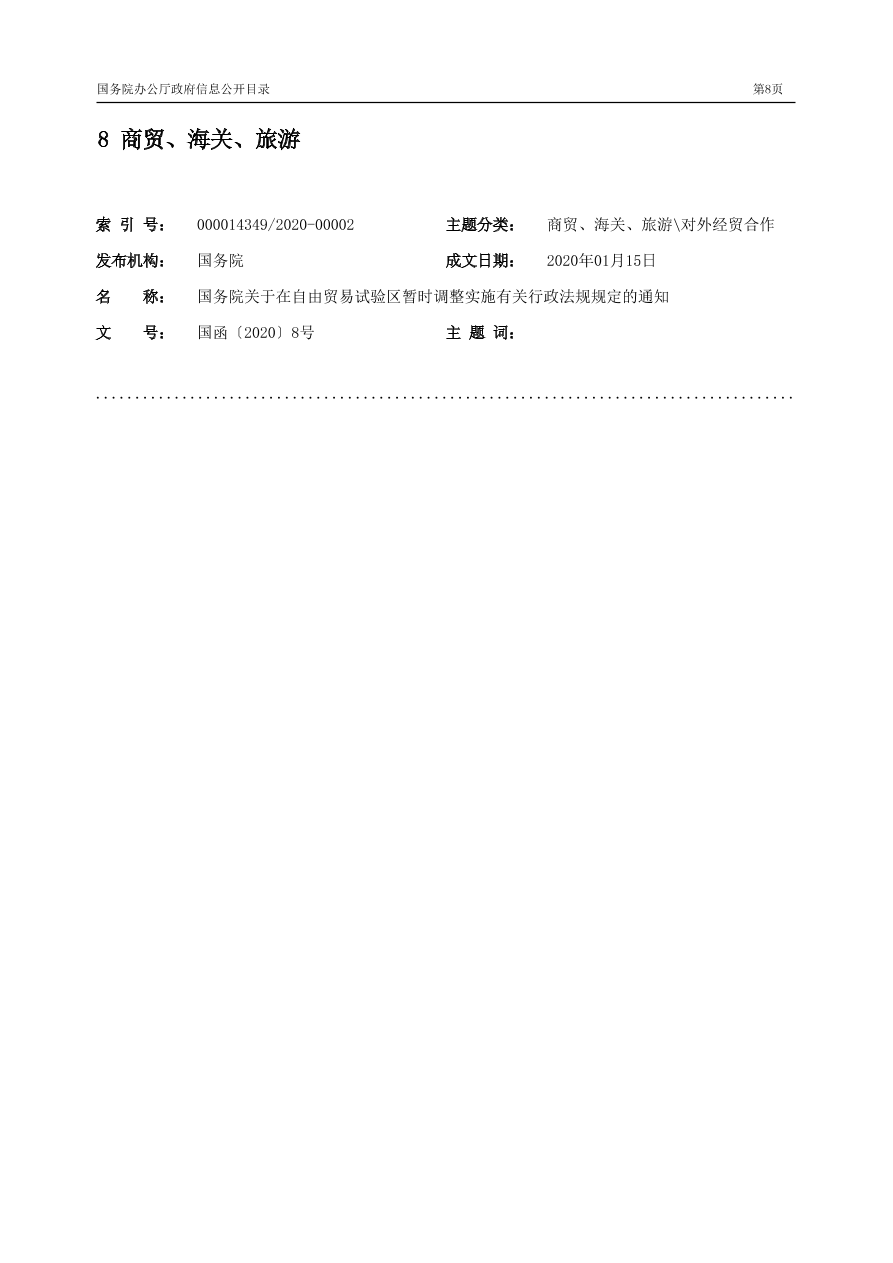 国务院办公厅政府信息公开目录 第8页
8 商贸、海关、旅游
索 引 号： 000014349/2020-00002 主题分类： 商贸、海关、旅游\对外经贸合作
发布机构： 国务院 成文日期： 2020年01月15日
名 称： 国务院关于在自由贸易试验区暂时调整实施有关行政法规规定的通知
文 号： 国函〔2020〕8号 主 题 词：